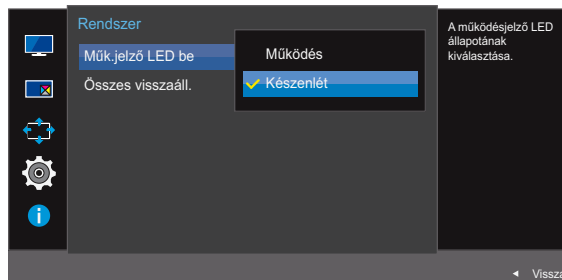 Rendszer
Műk.jelző LED be
Összes visszaáll.
Működés
Készenlét
A működésjelző LED
állapotának
kiválasztása.
Vissza